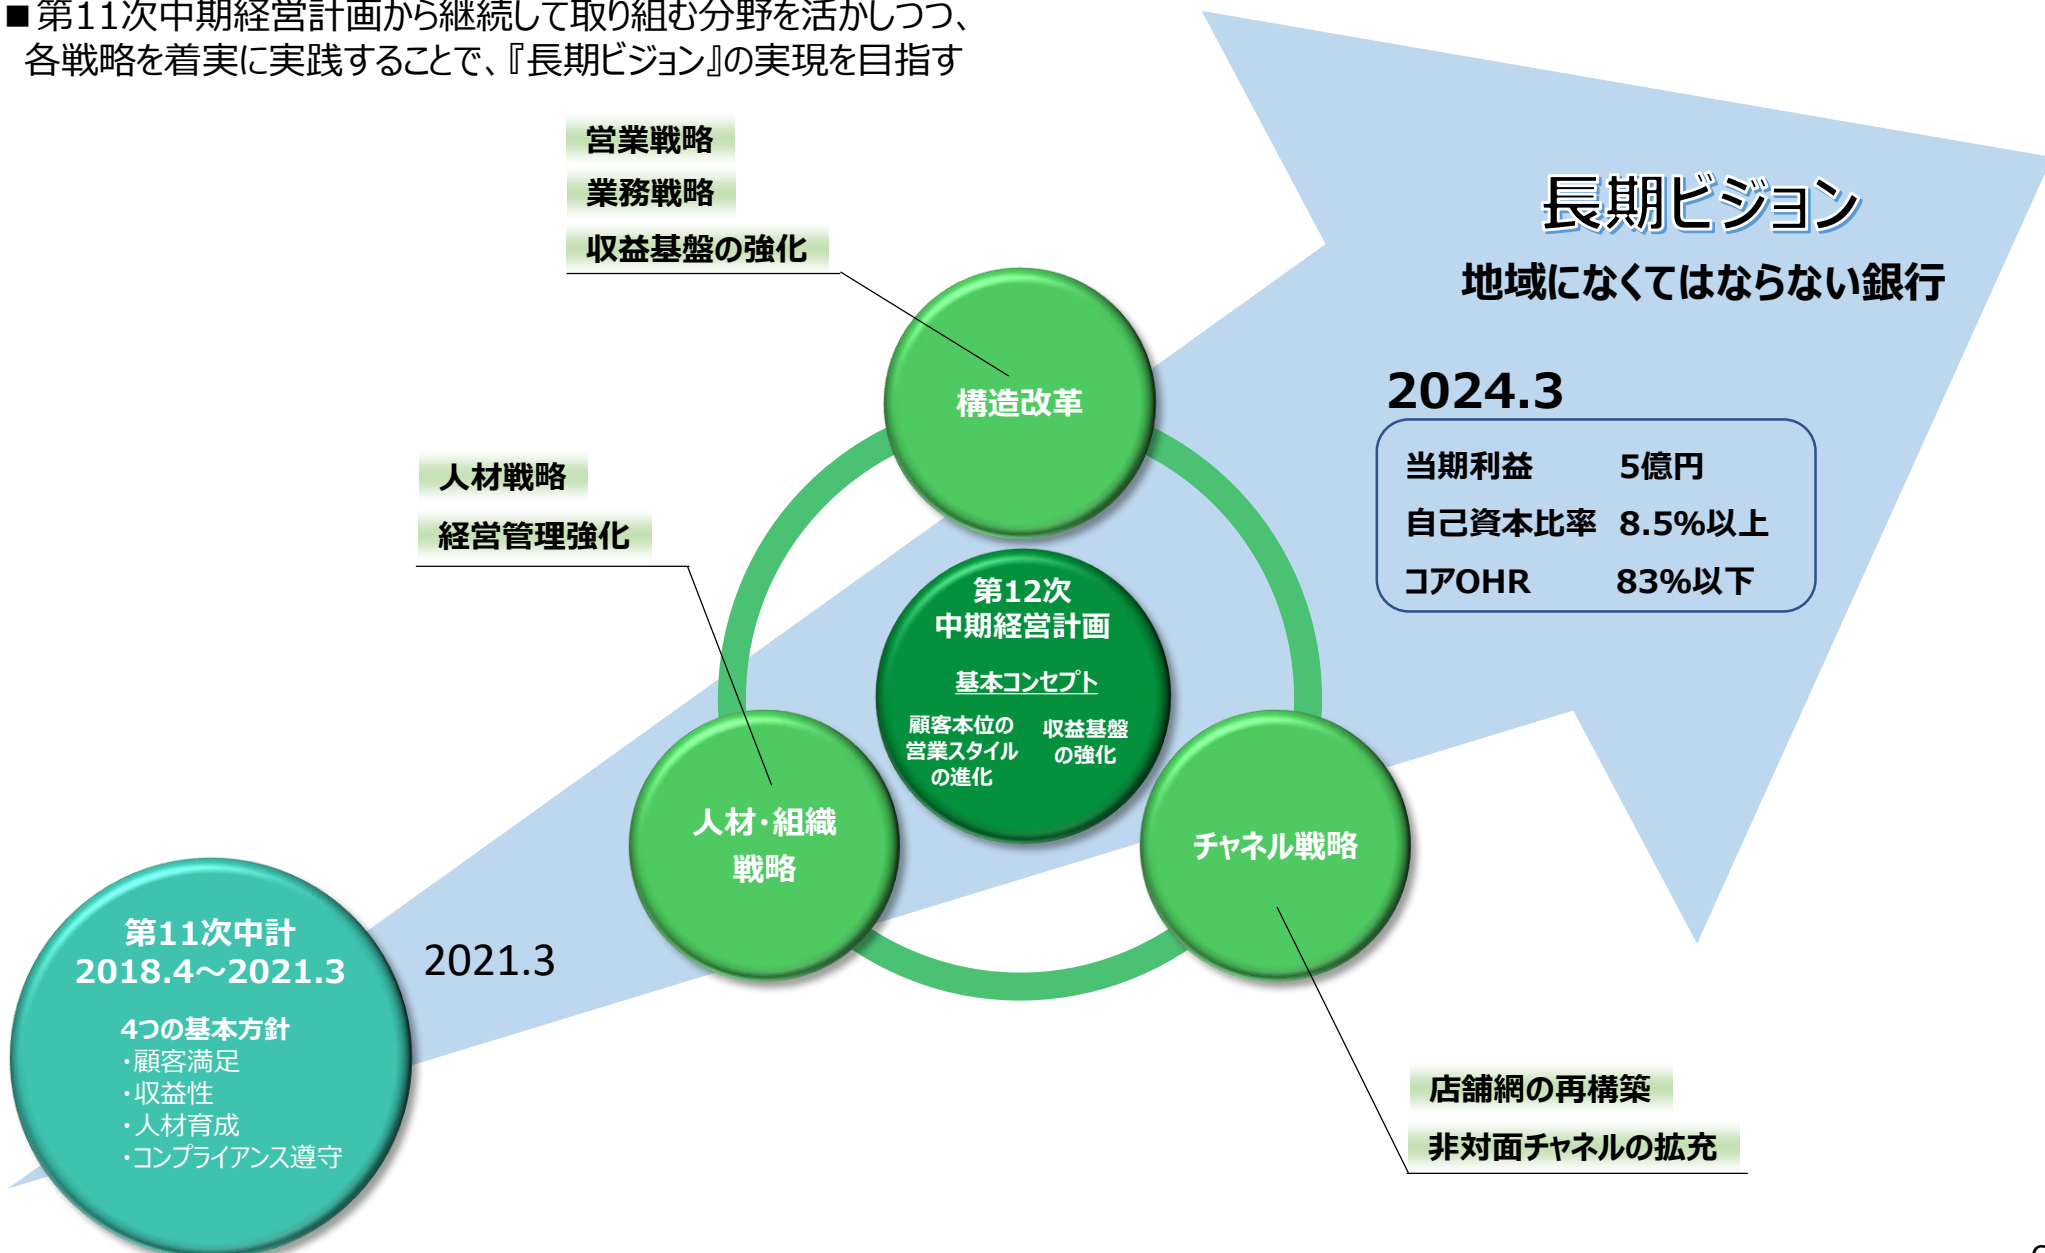 ■第11次中期経営計画から継続して取り組む分野を活かしつつ、
各戦略を着実に実践することで、『長期ビジョン』の実現を目指す
営業戦略
業務戦略
収益基盤の強化
長期ビジョン
地域になくてはならない銀行
2024.3
当期利益 5億円
自己資本比率 8.5%以上
コアOHR 83%以下
構造改革
人材戦略
経営管理強化
第12次
中期経営計画
基本コンセプト
顧客本位の
営業スタイル
の進化
収益基盤
の強化
人材・組織
戦略
チャネル戦略
第11次中計
2018.4～2021.3
4つの基本方針
・顧客満足
・収益性
・人材育成
・コンプライアンス遵守
2021.3
店舗網の再構築
非対面チャネルの拡充